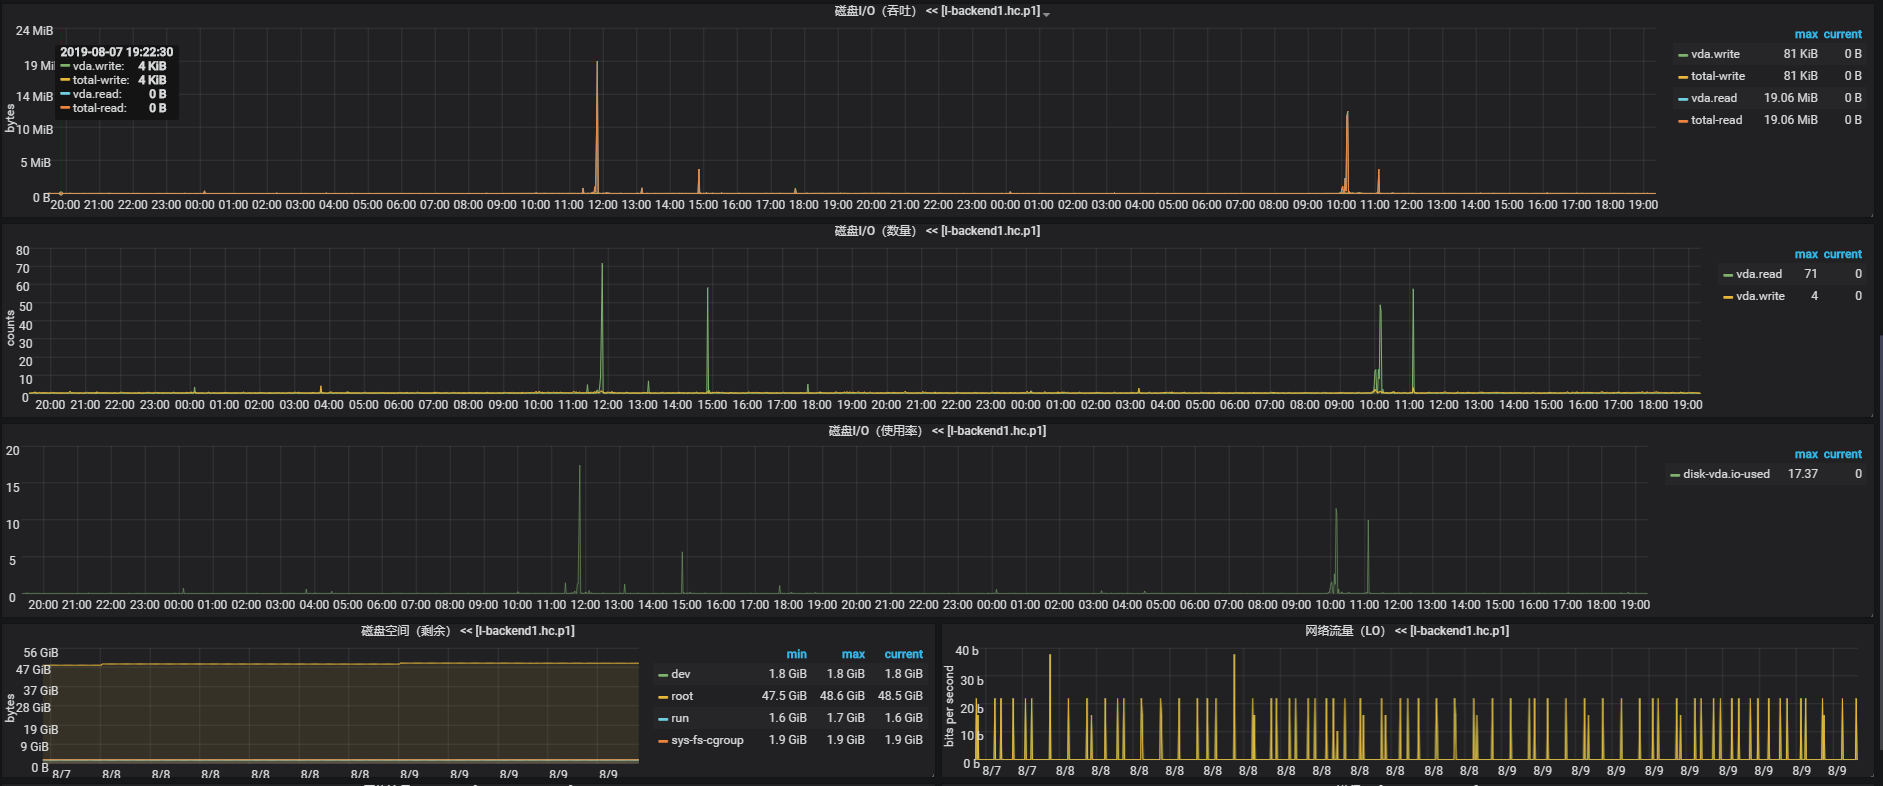 磁盘I/O（吞吐） << [l-backend1.hc.p1]
24 MiB
19 Mi
14 MiB
10 MiB
5 MiB
0 B
bytes
2019-08-07 19:22:30
vda.write: 4 KiB
total-write: 4 KiB
vda.read: 0 B
total-read: 0 B
20:00 21:00 22:00 23:00 00:00 01:00 02:00 03:00 04:00 05:00 06:00 07:00 08:00 09:00 10:00 11:00 12:00 13:00 14:00 15:00 16:00 17:00 18:00 19:00 20:00 21:00 22:00 23:00 00:00 01:00 02:00 03:00 04:00 05:00 06:00 07:00 08:00 09:00 10:00 11:00 12:00 13:00 14:00 15:00 16:00 17:00 18:00 19:00
max current
vda.write 81 KiB 0 B
total-write 81 KiB 0 B
vda.read 19.06 MiB 0 B
total-read 19.06 MiB 0 B
磁盘I/O（数量） << [l-backend1.hc.p1]
80
70
60
50
40
30
20
10
0
counts
20:00 21:00 22:00 23:00 00:00 01:00 02:00 03:00 04:00 05:00 06:00 07:00 08:00 09:00 10:00 11:00 12:00 13:00 14:00 15:00 16:00 17:00 18:00 19:00 20:00 21:00 22:00 23:00 00:00 01:00 02:00 03:00 04:00 05:00 06:00 07:00 08:00 09:00 10:00 11:00 12:00 13:00 14:00 15:00 16:00 17:00 18:00 19:00
max current
vda.read 71 0
vda.write 4 0
磁盘I/O（使用率） << [l-backend1.hc.p1]
20
15
10
5
0
20:00 21:00 22:00 23:00 00:00 01:00 02:00 03:00 04:00 05:00 06:00 07:00 08:00 09:00 10:00 11:00 12:00 13:00 14:00 15:00 16:00 17:00 18:00 19:00 20:00 21:00 22:00 23:00 00:00 01:00 02:00 03:00 04:00 05:00 06:00 07:00 08:00 09:00 10:00 11:00 12:00 13:00 14:00 15:00 16:00 17:00 18:00 19:00
max current
disk-vda.io-used 17.37 0
磁盘空间（剩余） << [l-backend1.hc.p1]
56 GiB
47 GiB
37 GiB
28 GiB
19 GiB
9 GiB
0 B
bytes
8/7 8/8 8/8 8/8 8/8 8/8 8/8 8/9 8/9 8/9 8/9 8/9
min max current
dev 1.8 GiB 1.8 GiB 1.8 GiB
root 47.5 GiB 48.6 GiB 48.5 GiB
run 1.6 GiB 1.7 GiB 1.6 GiB
sys-fs-cgroup 1.9 GiB 1.9 GiB 1.9 GiB
网络流量（LO） << [l-backend1.hc.p1]
40 b
30 b
20 b
10 b
0 b
bits per second
8/7 8/7 8/8 8/8 8/8 8/8 8/8 8/8 8/8 8/8 8/8 8/8 8/8 8/8 8/9 8/9 8/9 8/9 8/9 8/9 8/9 8/9 8/9